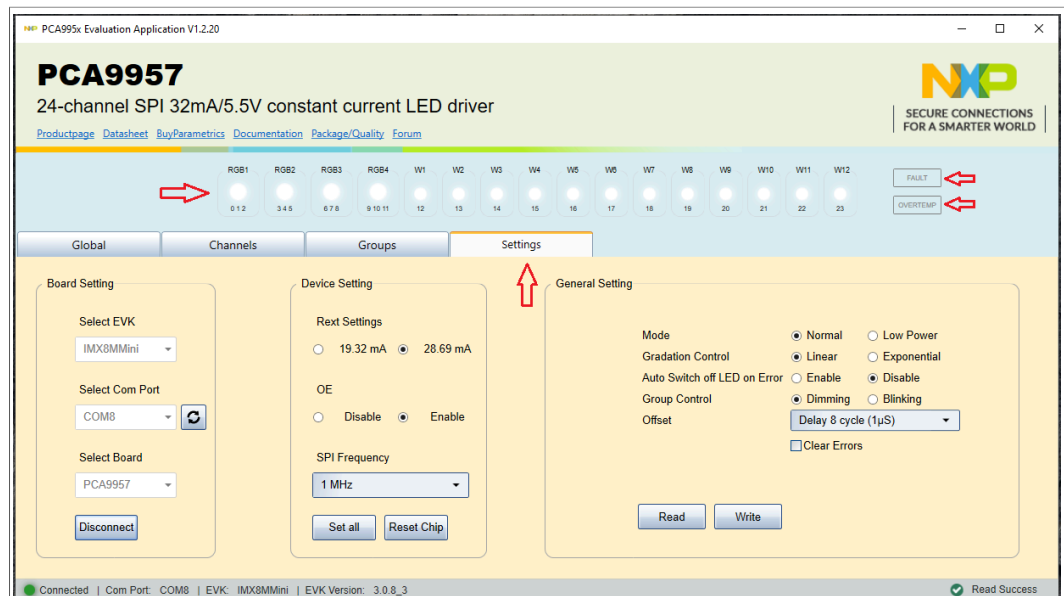 PCA995x Evaluation Application V1.2.20
PCA9957
24-channel SPI 32mA/5.5V constant current LED driver
Productpage Datasheet BuyParametrics Documentation Package/Quality Forum
NXP
SECURE CONNECTIONS
FOR A SMARTER WORLD
RGB1 RGB2 RGB3 RGB4 W1 W2 W3 W4 W5 W6 W7 W8 W9 W10 W11 W12
0 1 2 3 4 5 6 7 8 9 10 11 12 13 14 15 16 17 18 19 20 21 22 23
FAULT
OVERTEMP
Global Channels Groups Settings
Board Setting
Select EVK
IMX8MMini
Select Com Port
COM8
Select Board
PCA9957
Disconnect
Device Setting
Rext Settings
19.32 mA 28.69 mA
OE
Disable Enable
SPI Frequency
1 MHz
Set all Reset Chip
General Setting
Mode Normal Low Power
Gradation Control Linear Exponential
Auto Switch off LED on Error Enable Disable
Group Control Dimming Blinking
Offset Delay 8 cycle (1µS)
Clear Errors
Read Write
Connected | Com Port: COM8 | EVK: IMX8MMini | EVK Version: 3.0.8_3
Read Success